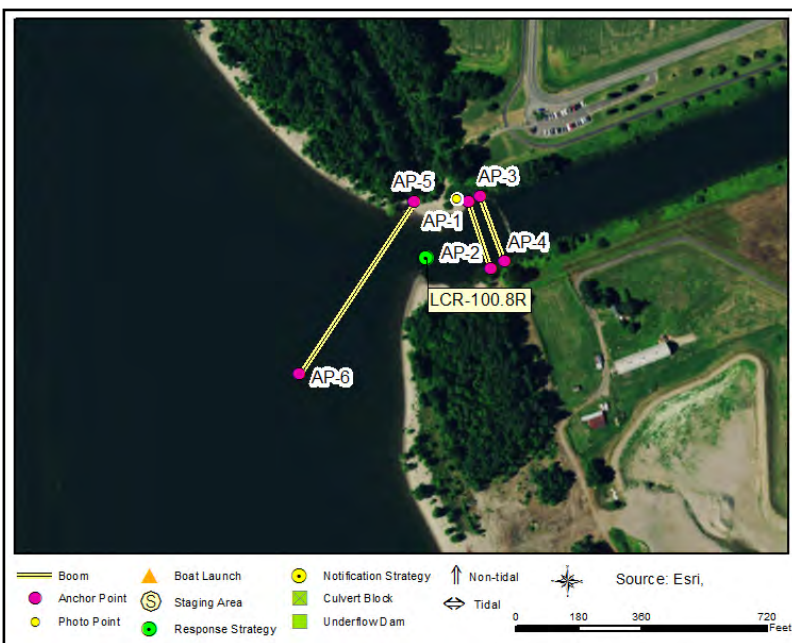 AP-5
AP-3
AP-1
AP-2
AP-4
LCR-100.8R
AP-6
Boom
Boat Launch
Notification Strategy
Non-tidal
Source: Esri,
Anchor Point
S
Staging Area
Culvert Block
Tidal
Photo Point
Response Strategy
Underflow Dam
0 180 360 720
Feet